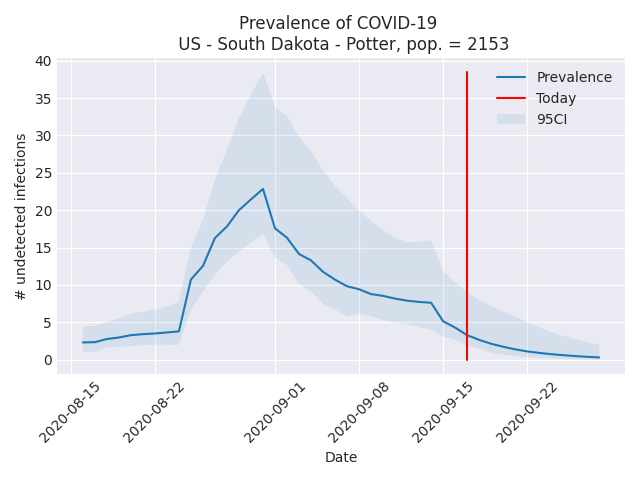 Prevalence of COVID-19
US - South Dakota - Potter, pop. = 2153
40
35
30
25
20
15
10
5
0
# undetected infections
Prevalence
Today
95CI
2020-08-15
2020-08-22
2020-09-01
2020-09-08
2020-09-15
2020-09-22
Date